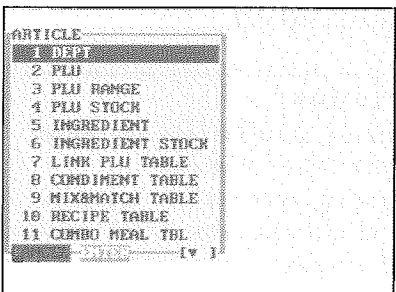 ARTICLE
1 DEPT
2 PLU
3 PLU RANGE
4 PLU STOCK
5 INGREDIENT
6 INGREDIENT STOCK
7 LINK PLU TABLE
8 CONDIMENT TABLE
9 MIX&MATCH TABLE
10 RECIPE TABLE
11 COMBO MEAL TBL
ENTER [▼ ]